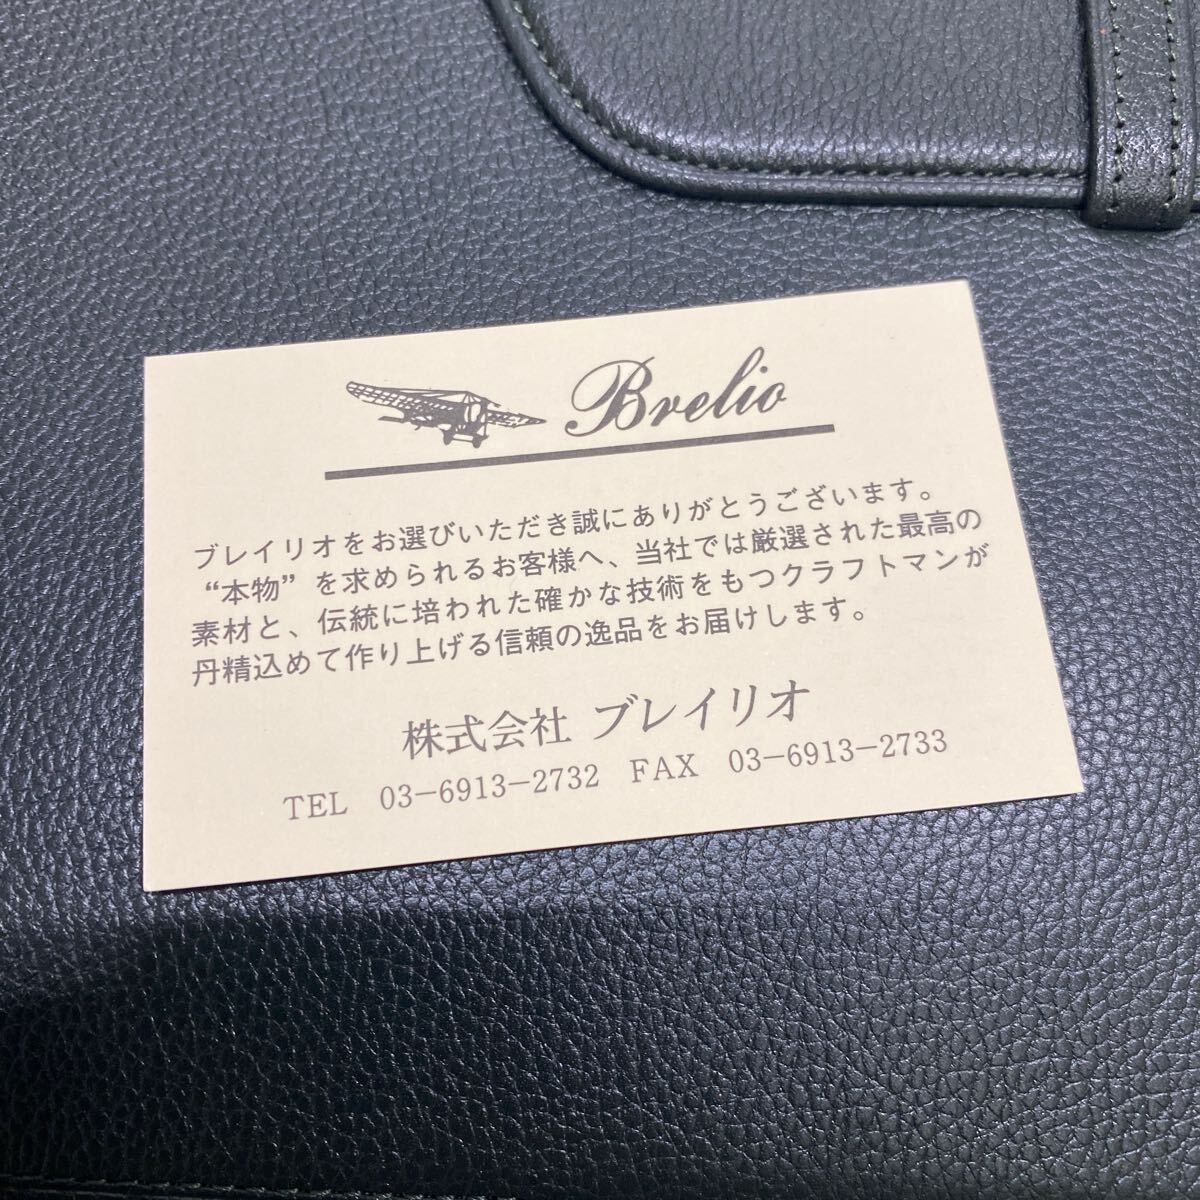 Brelio
ブレイリオをお選びいただき誠にありがとうございます。
“本物”を求められるお客様へ、当社では厳選された最高の
素材と、伝統に培われた確かな技術をもつクラフトマンが
丹精込めて作り上げる信頼の逸品をお届けします。
株式会社 ブレイリオ
TEL 03-6913-2732 FAX 03-6913-2733